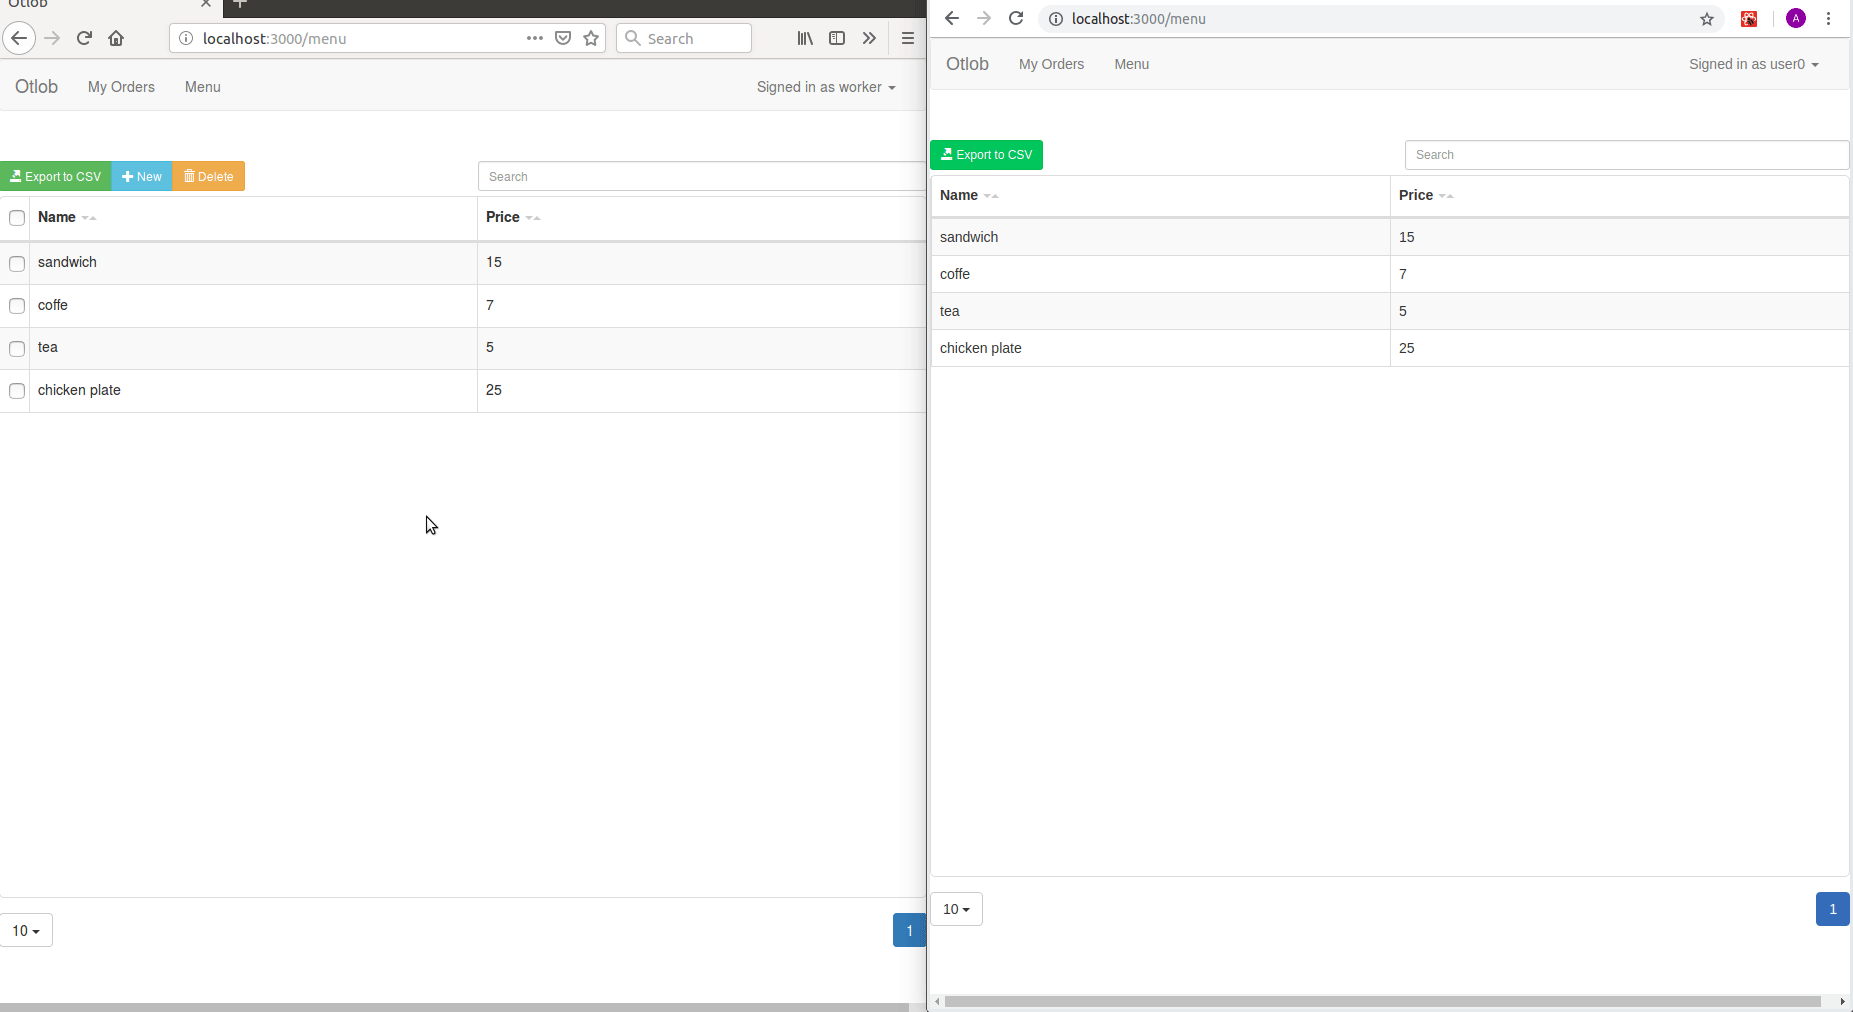 Otlob
localhost:3000/menu
Search
Otlob My Orders Menu Signed in as worker
Export to CSV New Delete Search
Name Price
sandwich 15
coffe 7
tea 5
chicken plate 25
10 1
localhost:3000/menu A
Otlob My Orders Menu Signed in as user0
Export to CSV Search
Name Price
sandwich 15
coffe 7
tea 5
chicken plate 25
10 1